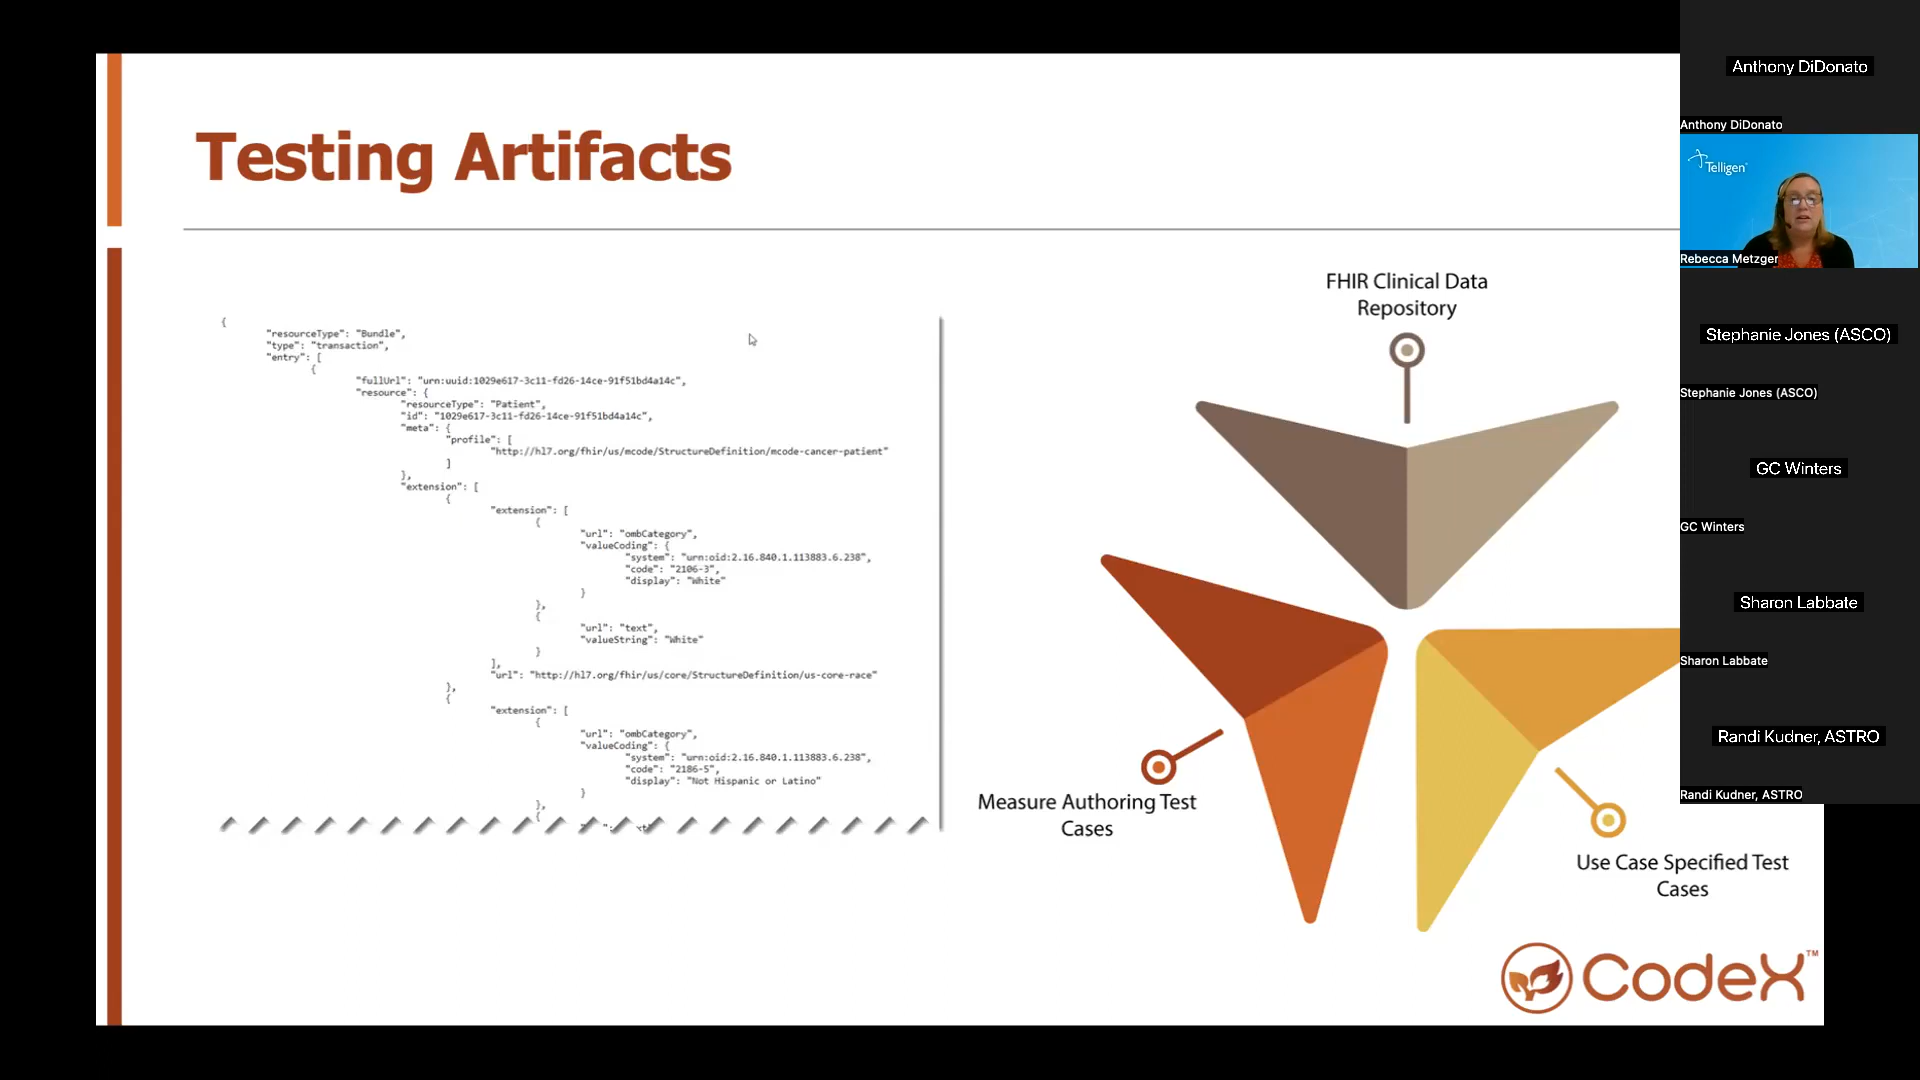 Testing Artifacts
{
"resourceType": "Bundle",
"type": "transaction",
"entry": [
{
"fullUrl": "urn:uuid:1029e617-3c11-fd26-14ce-91f51bd4a14c",
"resource": {
"resourceType": "Patient",
"id": "1029e617-3c11-fd26-14ce-91f51bd4a14c",
"meta": {
"profile": [
"http://hl7.org/fhir/us/mcode/StructureDefinition/mcode-cancer-patient"
]
},
"extension": [
{
"extension": [
{
"url": "ombCategory",
"valueCoding": {
"system": "urn:oid:2.16.840.1.113883.6.238",
"code": "2106-3",
"display": "White"
}
},
{
"url": "text",
"valueString": "White"
}
],
"url": "http://hl7.org/fhir/us/core/StructureDefinition/us-core-race"
},
{
"extension": [
{
"url": "ombCategory",
"valueCoding": {
"system": "urn:oid:2.16.840.1.113883.6.238",
"code": "2186-5",
"display": "Not Hispanic or Latino"
}
},
{
FHIR Clinical Data
Repository
Measure Authoring Test
Cases
Use Case Specified Test
Cases
CodeX™
Anthony DiDonato
Anthony DiDonato
Telligen
Rebecca Metzger
Stephanie Jones (ASCO)
Stephanie Jones (ASCO)
GC Winters
GC Winters
Sharon Labbate
Sharon Labbate
Randi Kudner, ASTRO
Randi Kudner, ASTRO